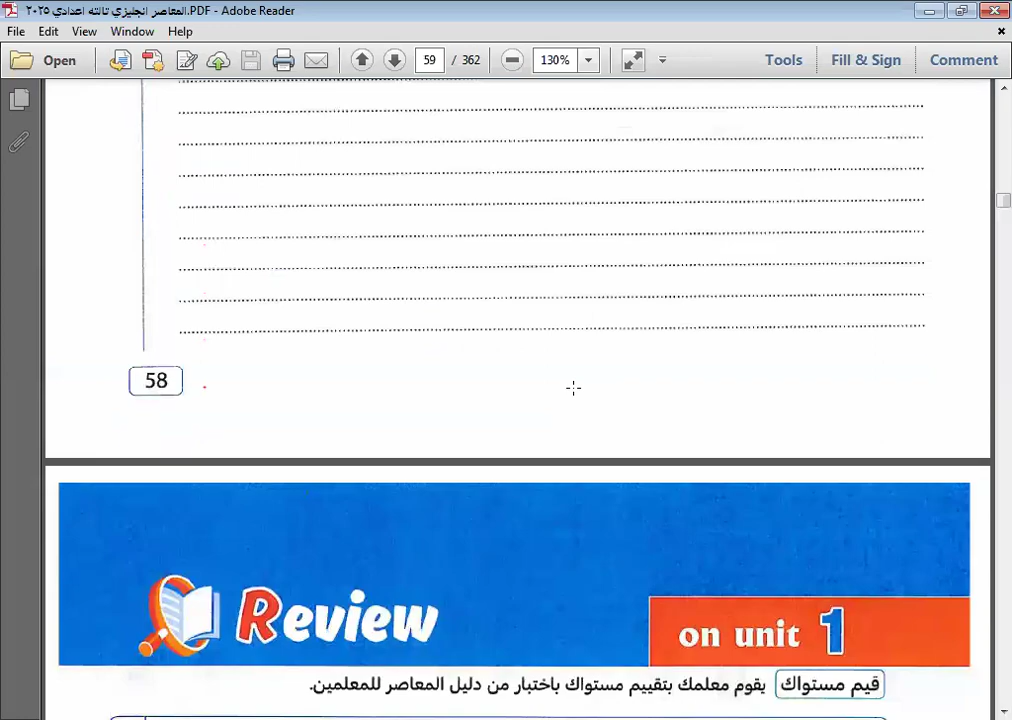 المعاصر انجليزي تالته اعدادي ٢٠٢٥.PDF - Adobe Reader
File Edit View Window Help
Open 59 / 362 130% Tools Fill & Sign Comment
58
Review
on unit 1
قيم مستواك يقوم معلمك بتقييم مستواك باختبار من دليل المعاصر للمعلمين.